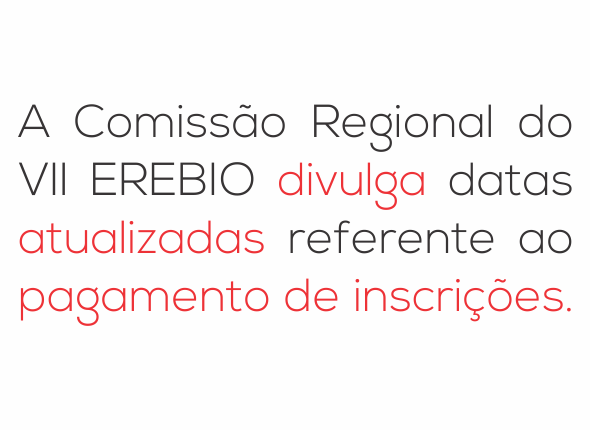 A Comissão Regional do
VII EREBIO divulga datas
atualizadas referente ao
pagamento de inscrições.